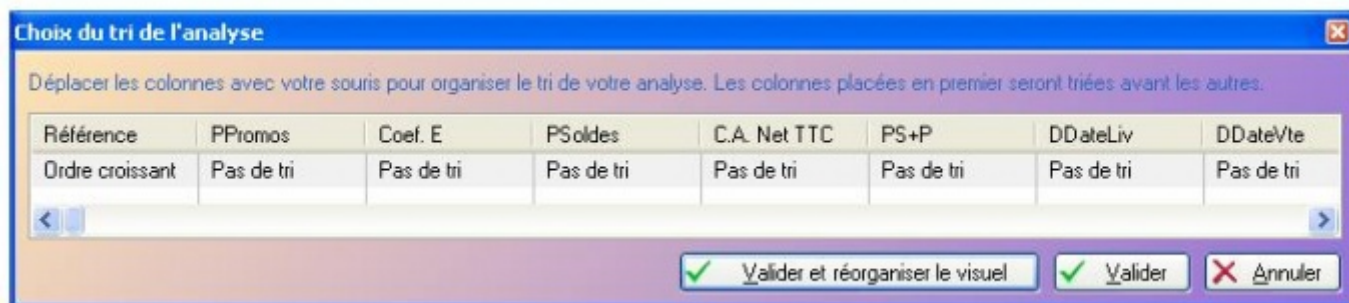 Choix du tri de l'analyse
Déplacer les colonnes avec votre souris pour organiser le tri de votre analyse. Les colonnes placées en premier seront triées avant les autres.
Référence PPromos Coef. E PSoldes C.A. Net TTC PS+P DDateLiv DDateVte
Ordre croissant Pas de tri Pas de tri Pas de tri Pas de tri Pas de tri Pas de tri Pas de tri
Valider et réorganiser le visuel Valider Annuler